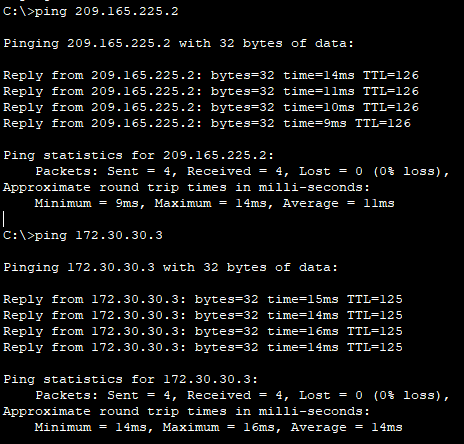 C:\>ping 209.165.225.2
Pinging 209.165.225.2 with 32 bytes of data:
Reply from 209.165.225.2: bytes=32 time=14ms TTL=126
Reply from 209.165.225.2: bytes=32 time=11ms TTL=126
Reply from 209.165.225.2: bytes=32 time=10ms TTL=126
Reply from 209.165.225.2: bytes=32 time=9ms TTL=126
Ping statistics for 209.165.225.2:
Packets: Sent = 4, Received = 4, Lost = 0 (0% loss),
Approximate round trip times in milli-seconds:
Minimum = 9ms, Maximum = 14ms, Average = 11ms
C:\>ping 172.30.30.3
Pinging 172.30.30.3 with 32 bytes of data:
Reply from 172.30.30.3: bytes=32 time=15ms TTL=125
Reply from 172.30.30.3: bytes=32 time=14ms TTL=125
Reply from 172.30.30.3: bytes=32 time=16ms TTL=125
Reply from 172.30.30.3: bytes=32 time=14ms TTL=125
Ping statistics for 172.30.30.3:
Packets: Sent = 4, Received = 4, Lost = 0 (0% loss),
Approximate round trip times in milli-seconds:
Minimum = 14ms, Maximum = 16ms, Average = 14ms